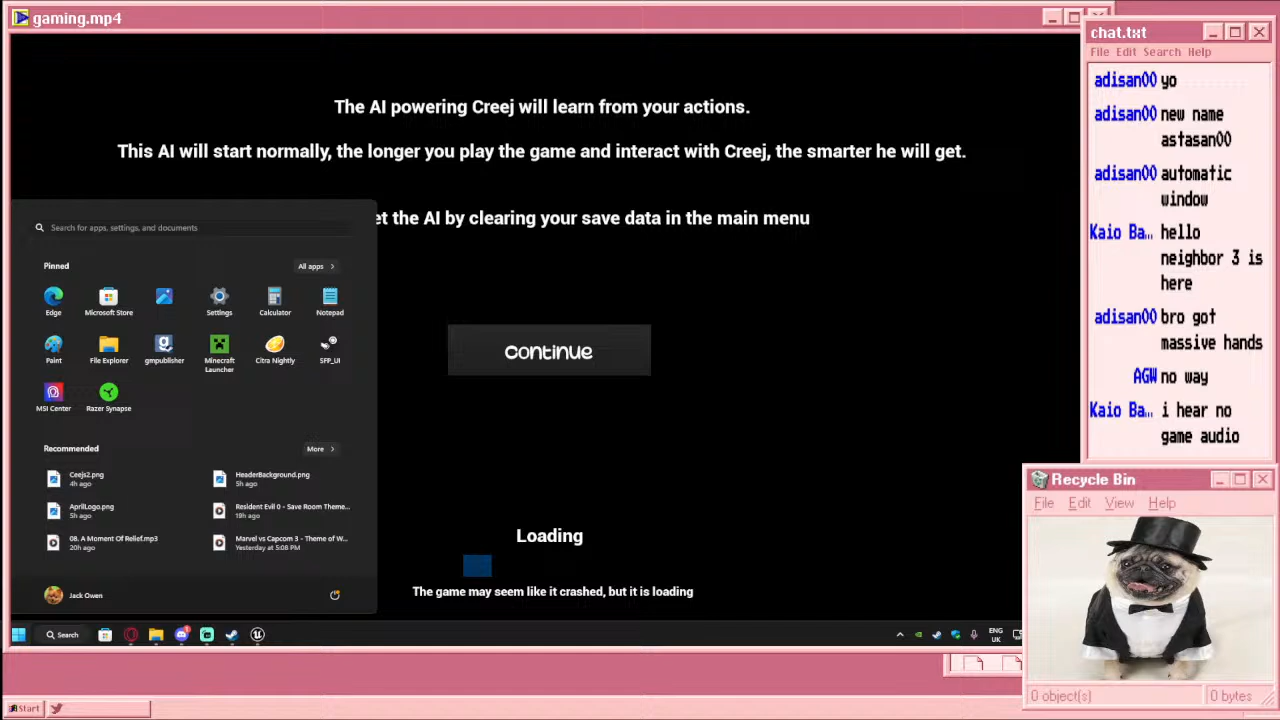 gaming.mp4
The AI powering Creej will learn from your actions.
This AI will start normally, the longer you play the game and interact with Creej, the smarter he will get.
et the AI by clearing your save data in the main menu
Search for apps, settings, and documents
Pinned
All apps
Edge
Microsoft Store
Settings
Calculator
Notepad
Paint
File Explorer
gmpublisher
Minecraft
Launcher
Citra Nightly
SFP_UI
MSI Center
Razer Synapse
continue
Recommended
More
Ceejs2.png
4h ago
HeaderBackground.png
5h ago
AprilLogo.png
5h ago
Resident Evil 0 - Save Room Theme...
19h ago
08. A Moment Of Relief.mp3
20h ago
Marvel vs Capcom 3 - Theme of W...
Yesterday at 5:08 PM
Jack Owen
Loading
The game may seem like it crashed, but it is loading
Search
ENG
UK
Start
chat.txt
File Edit Search Help
adisan00 yo
adisan00 new name
astasan00
adisan00 automatic
window
Kaio Ba... hello
neighbor 3 is
here
adisan00 bro got
massive hands
AGW no way
Kaio Ba... i hear no
game audio
Recycle Bin
File Edit View Help
0 object(s)
0 bytes